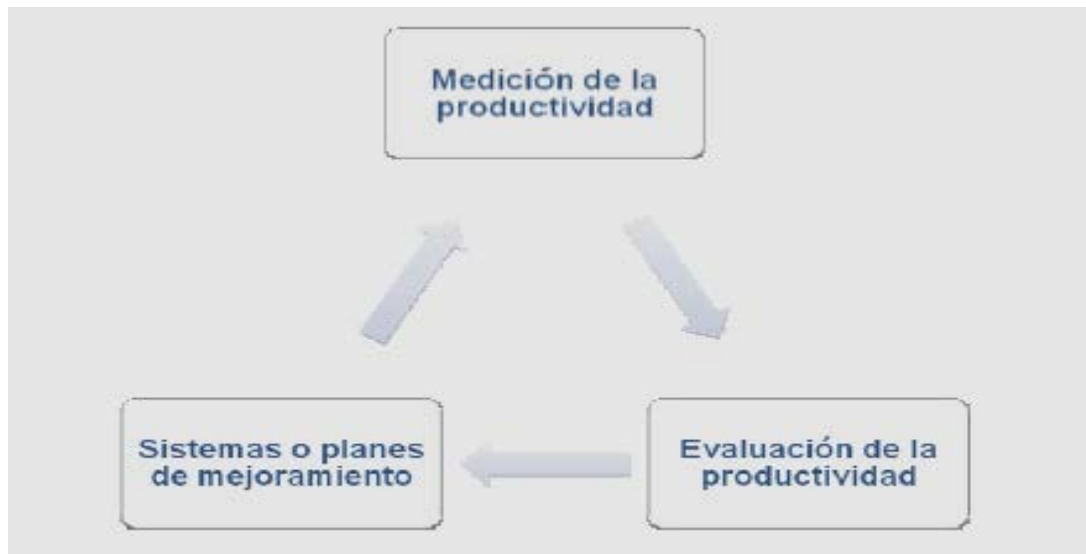 Medición de la
productividad
Sistemas o planes
de mejoramiento
Evaluación de la
productividad